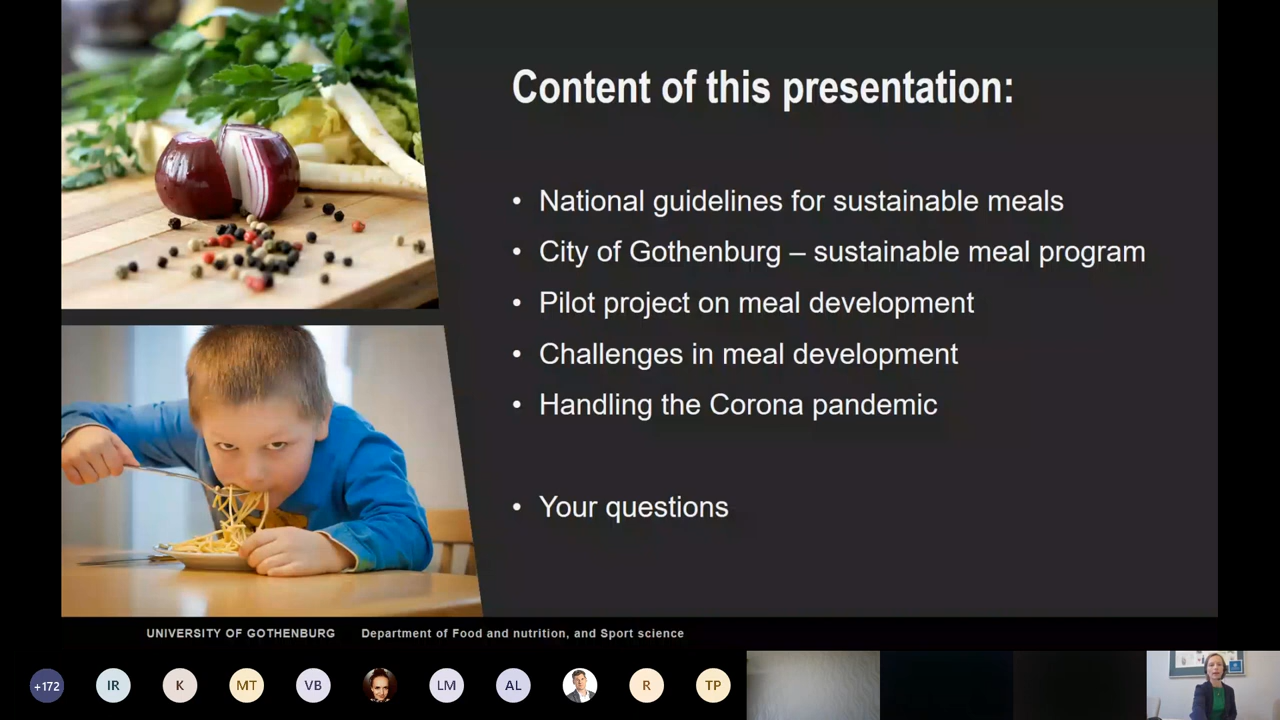 Content of this presentation:
• National guidelines for sustainable meals
• City of Gothenburg – sustainable meal program
• Pilot project on meal development
• Challenges in meal development
• Handling the Corona pandemic
• Your questions
UNIVERSITY OF GOTHENBURG Department of Food and nutrition, and Sport science
+172 IR K MT VB LM AL R TP